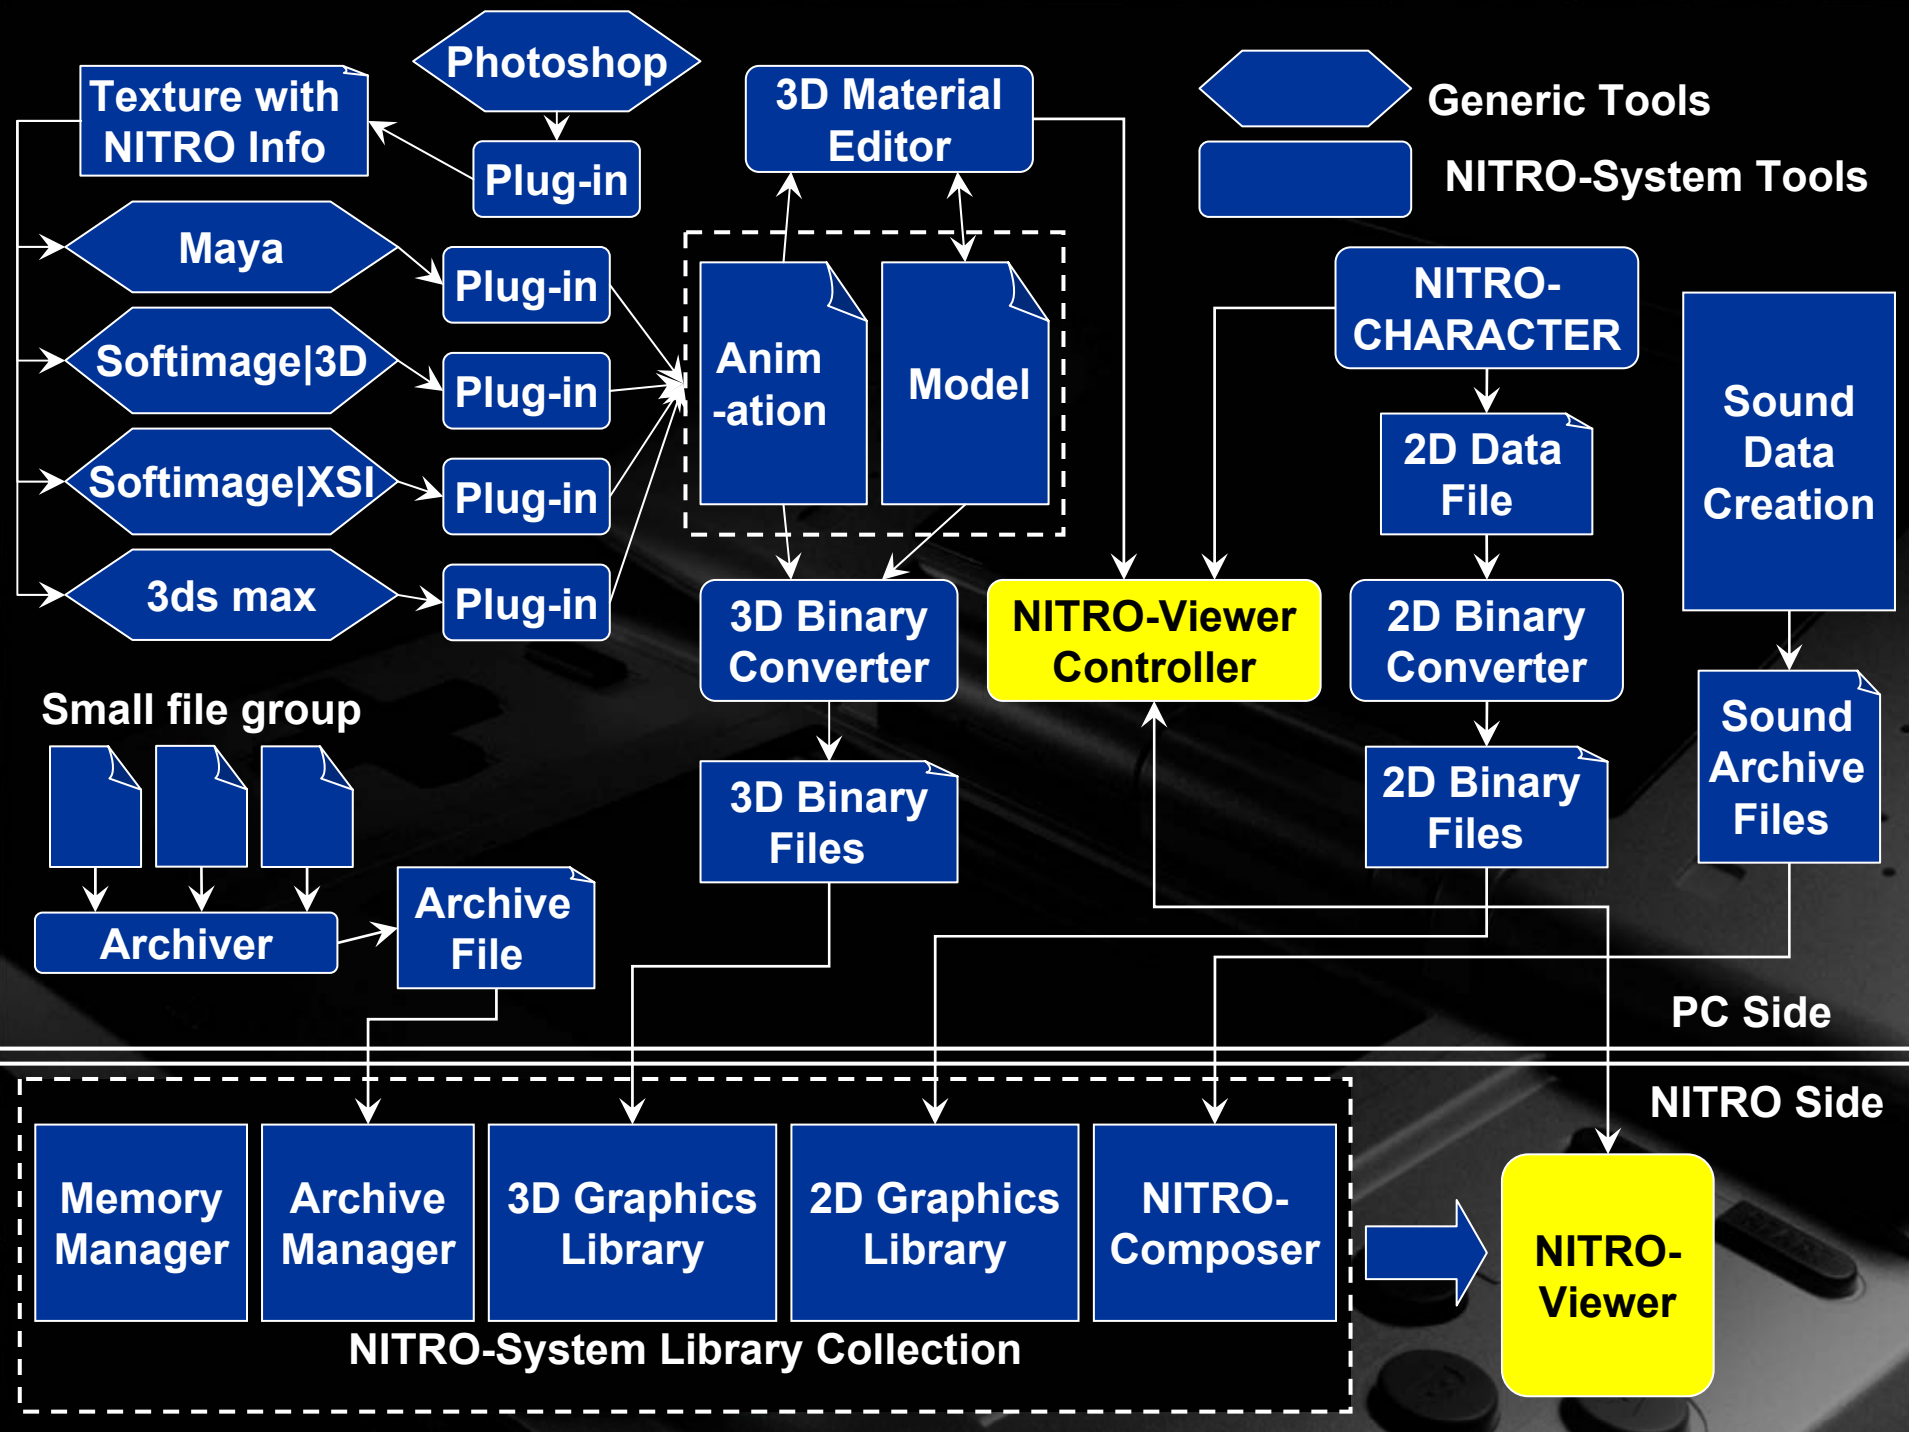 Photoshop
Texture with
NITRO Info
Plug-in
3D Material
Editor
Generic Tools
NITRO-System Tools
Maya
Plug-in
Softimage|3D
Plug-in
Softimage|XSI
Plug-in
3ds max
Plug-in
Anim
-ation
Model
NITRO-
CHARACTER
2D Data
File
Sound
Data
Creation
3D Binary
Converter
NITRO-Viewer
Controller
2D Binary
Converter
Small file group
3D Binary
Files
2D Binary
Files
Sound
Archive
Files
Archiver
Archive
File
PC Side
NITRO Side
Memory
Manager
Archive
Manager
3D Graphics
Library
2D Graphics
Library
NITRO-
Composer
NITRO-
Viewer
NITRO-System Library Collection